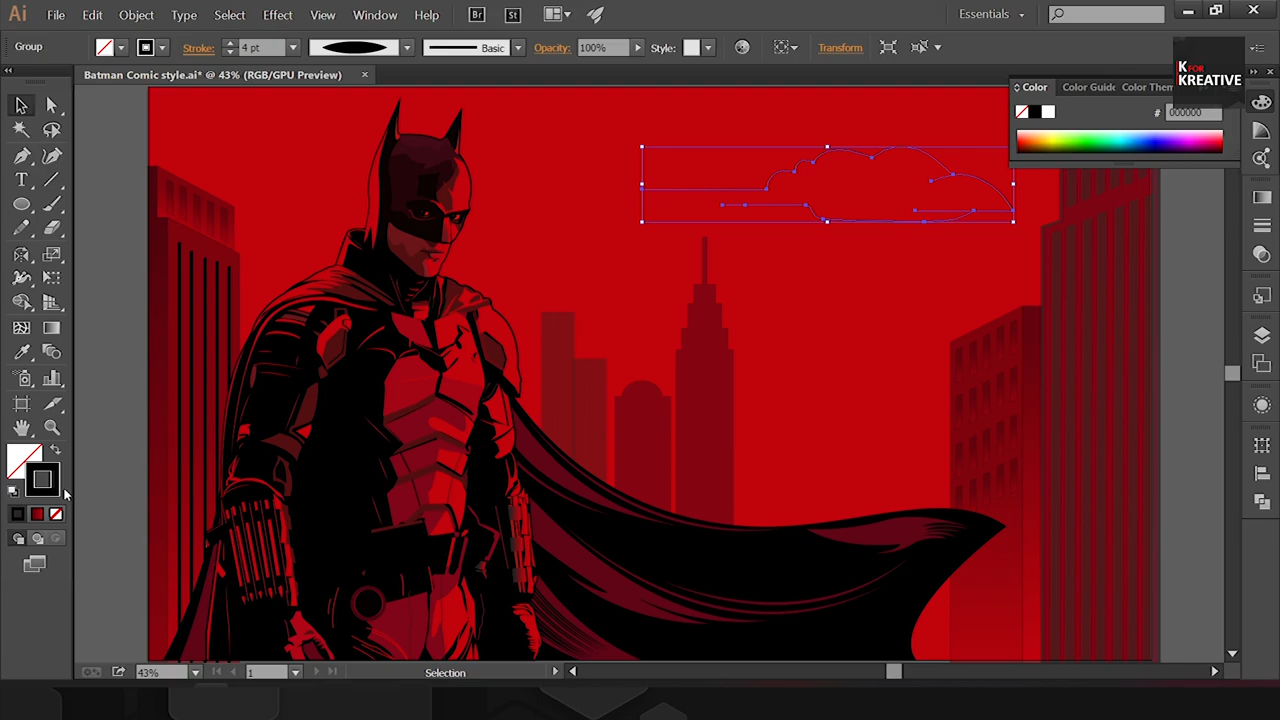 Ai File Edit Object Type Select Effect View Window Help Br St Essentials
Group Stroke: 4 pt Basic Opacity: 100% Style: Transform
Batman Comic style.ai* @ 43% (RGB/GPU Preview) ×
K FOR
KREATIVE
Color Color Guide Color Them
# 000000
43% 1 Selection